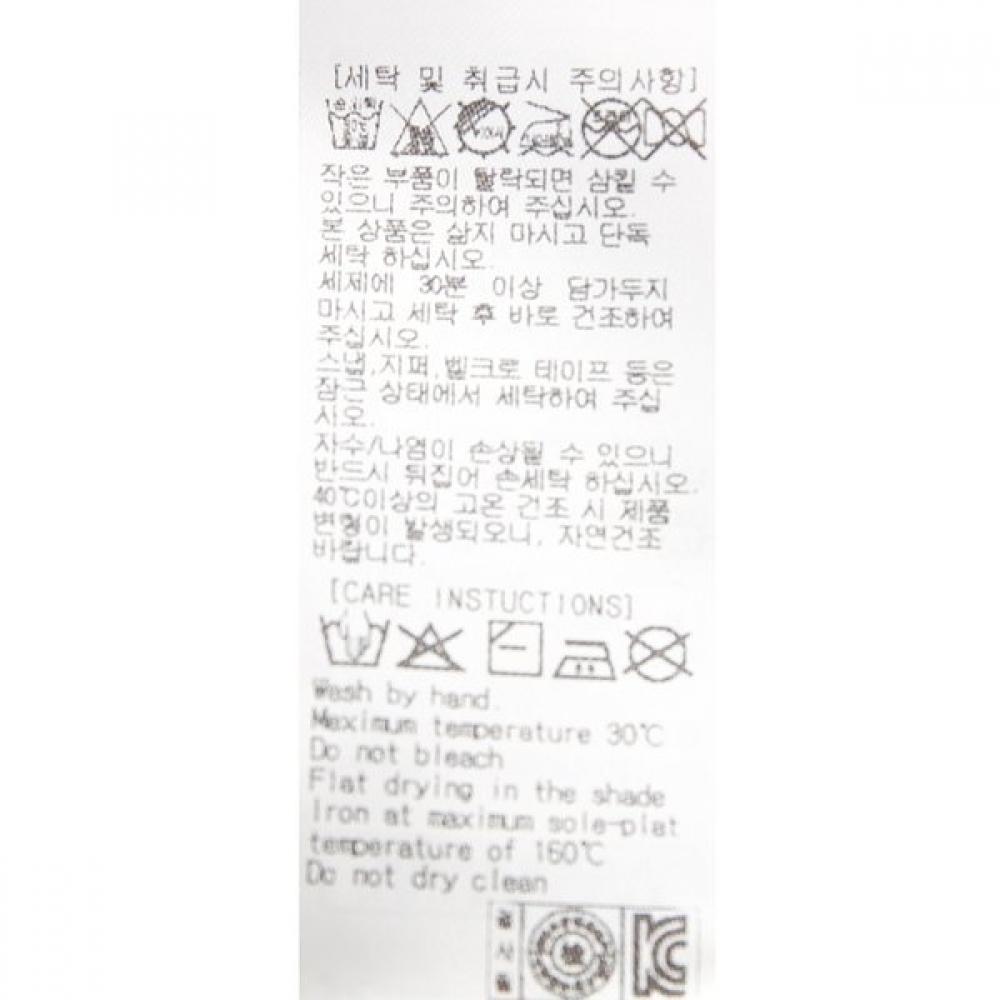 [세탁 및 취급시 주의사항]
작은 부품이 탈락되면 삼킬 수
있으니 주의하여 주십시오.
본 상품은 삶지 마시고 단독
세탁 하십시오.
세제에 30분 이상 담가두지
마시고 세탁 후 바로 건조하여
주십시오.
스냅,지퍼,벨크로 테이프 등은
잠근 상태에서 세탁하여 주십
시오.
자수/나염이 손상될 수 있으니
반드시 뒤집어 손세탁 하십시오.
40℃이상의 고온 건조 시 제품
변형이 발생되오니, 자연건조
바랍니다.
[CARE INSTUCTIONS]
Wash by hand.
Maximum temperature 30℃
Do not bleach
Flat drying in the shade
Iron at maximum sole-plat
temperature of 160℃
Do not dry clean